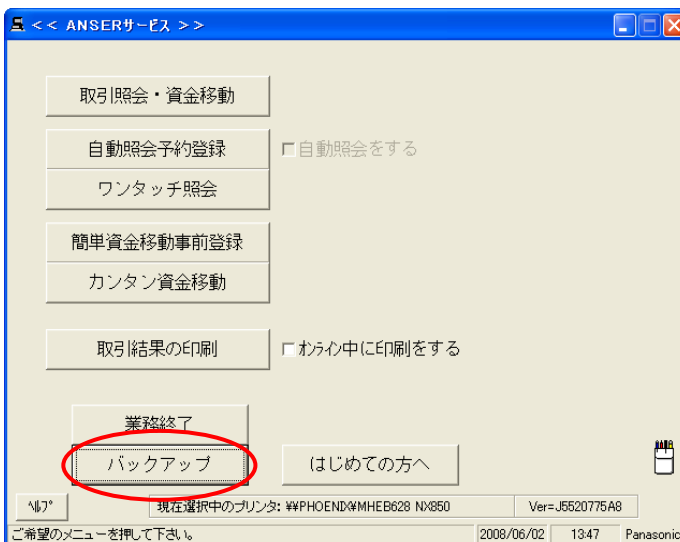 << ANSERｻｰﾋﾞｽ >>
取引照会・資金移動
自動照会予約登録 自動照会をする
ワンタッチ照会
簡単資金移動事前登録
カンタン資金移動
取引結果の印刷 ｵﾝﾗｲﾝ中に印刷をする
業務終了
バックアップ はじめての方へ
ﾍﾙﾌﾟ 現在選択中のプリンタ: ¥¥PHOENIX¥MHEB628 NX850 Ver=J5520775A8
ご希望のメニューを押して下さい。 2008/06/02 13:47 Panasonic